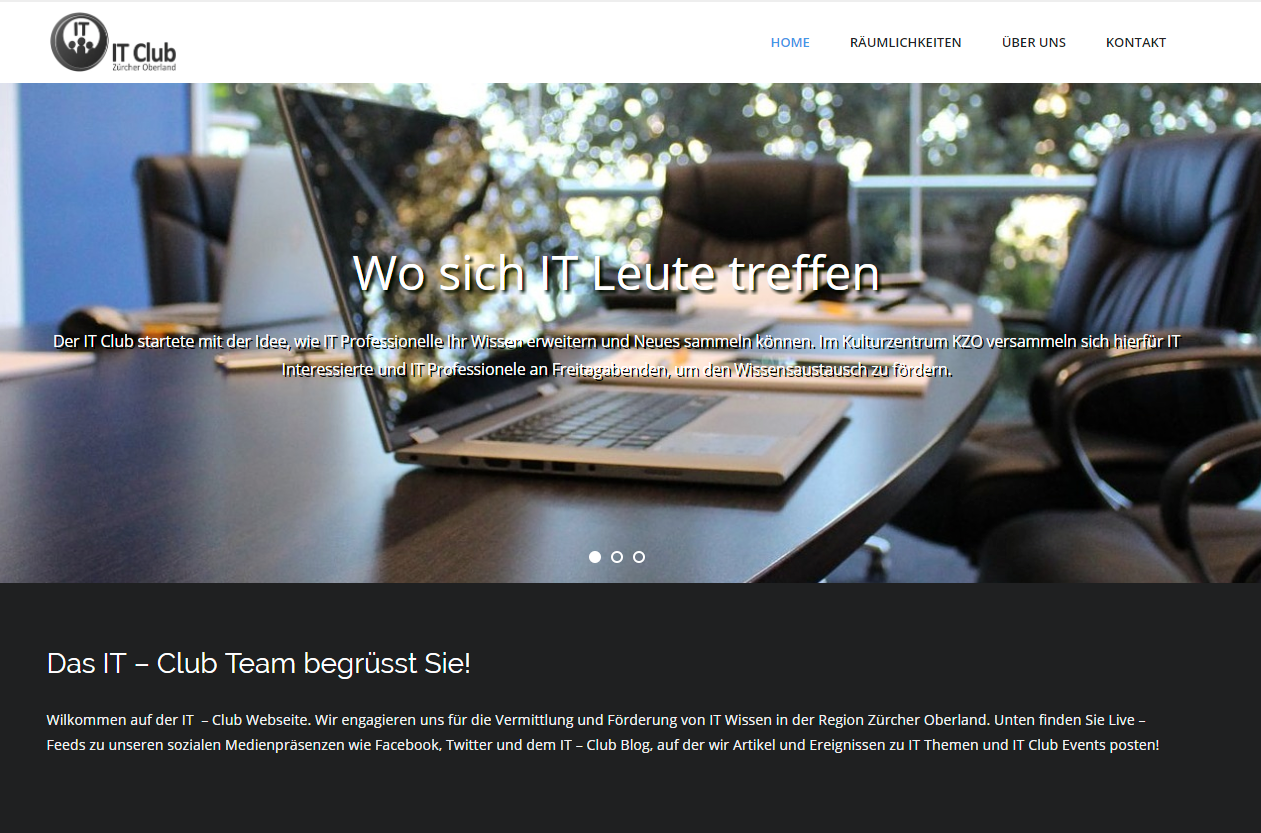 IT
IT Club
Zürcher Oberland
HOME RÄUMLICHKEITEN ÜBER UNS KONTAKT
Wo sich IT Leute treffen
Der IT Club startete mit der Idee, wie IT Professionelle Ihr Wissen erweitern und Neues sammeln können. Im Kulturzentrum KZO versammeln sich hierfür IT
Interessierte und IT Professionele an Freitagabenden, um den Wissensaustausch zu fördern.
Das IT – Club Team begrüsst Sie!
Wilkommen auf der IT – Club Webseite. Wir engagieren uns für die Vermittlung und Förderung von IT Wissen in der Region Zürcher Oberland. Unten finden Sie Live –
Feeds zu unseren sozialen Medienpräsenzen wie Facebook, Twitter und dem IT – Club Blog, auf der wir Artikel und Ereignissen zu IT Themen und IT Club Events posten!